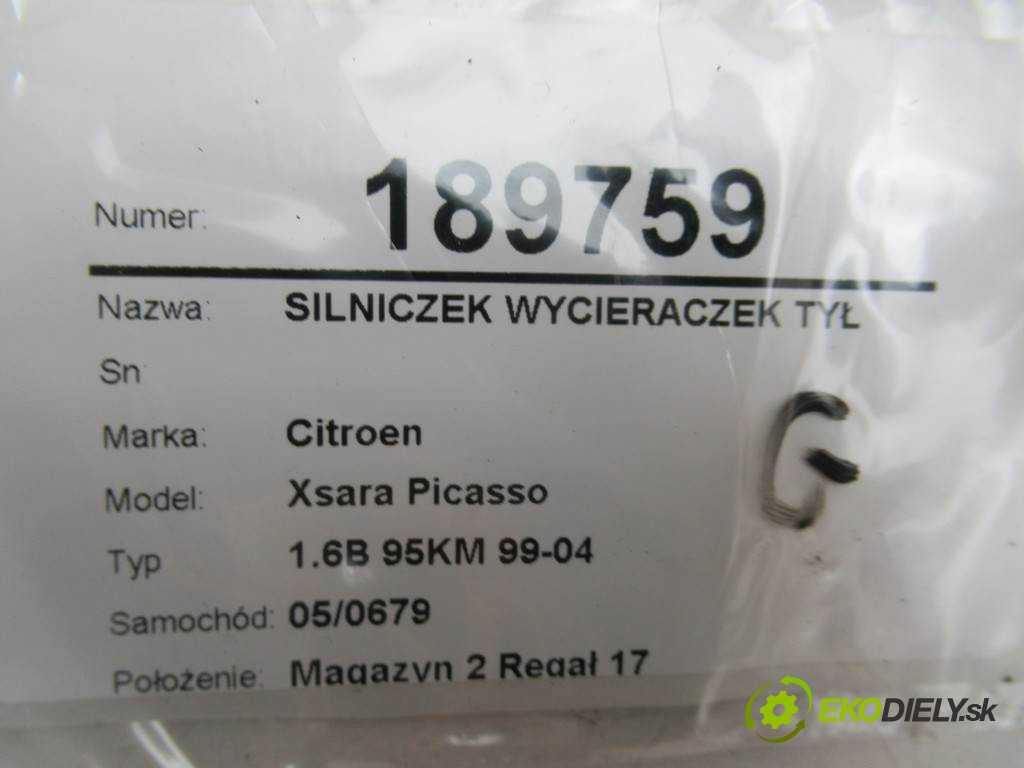 Numer: 189759
Nazwa: SILNICZEK WYCIERACZEK TYŁ
Sn
Marka: Citroen
G
Model: Xsara Picasso
Typ 1.6B 95KM 99-04
Samochód: 05/0679
Położenie: Magazyn 2 Regał 17
EKODIELY.sk